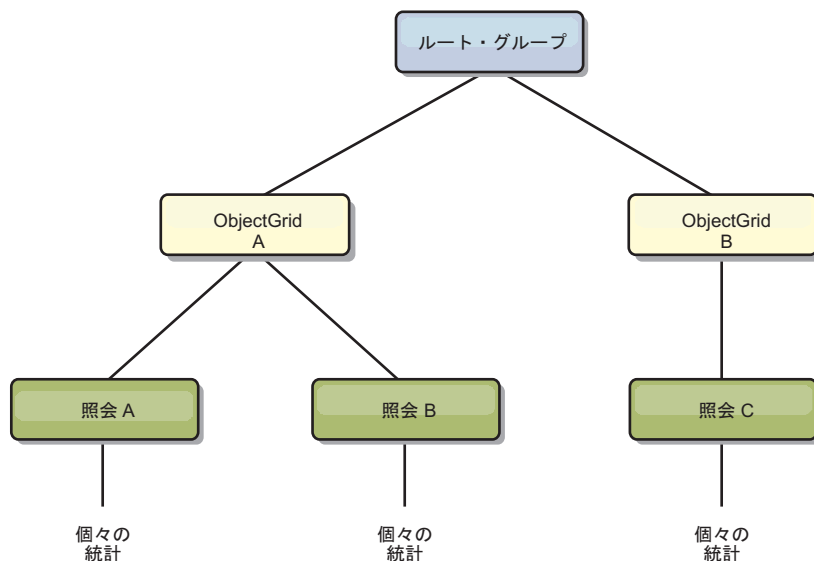 ルート・グループ
ObjectGrid
A
ObjectGrid
B
照会 A
照会 B
照会 C
個々の
統計
個々の
統計
個々の
統計